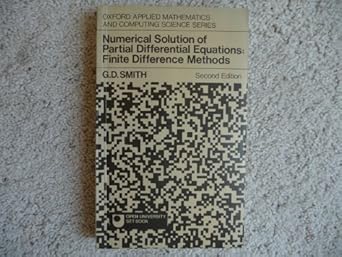 OXFORD APPLIED MATHEMATICS
AND COMPUTING SCIENCE SERIES
Numerical Solution of
Partial Differential Equations:
Finite Difference Methods
G.D. SMITH Second Edition
OPEN UNIVERSITY
SET BOOK